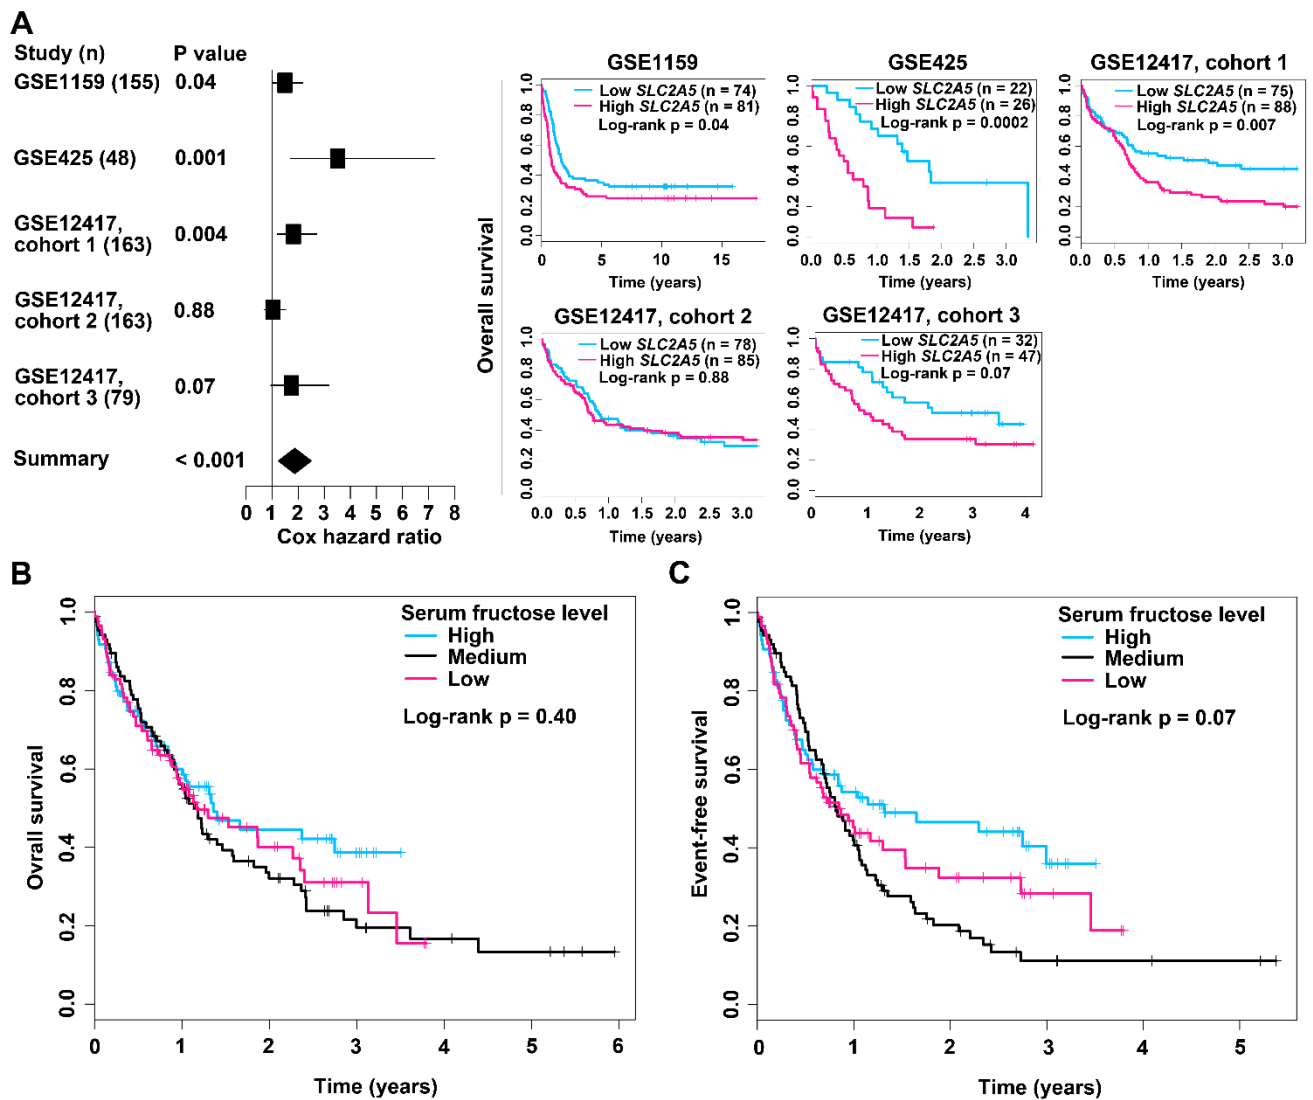 A
Study (n) P value
GSE1159 (155) 0.04
GSE425 (48) 0.001
GSE12417,
cohort 1 (163) 0.004
GSE12417,
cohort 2 (163) 0.88
GSE12417,
cohort 3 (79) 0.07
Summary < 0.001
0 1 2 3 4 5 6 7 8
Cox hazard ratio
Overall survival
GSE1159
Low SLC2A5 (n = 74)
High SLC2A5 (n = 81)
Log-rank p = 0.04
1.0
0.8
0.6
0.4
0.2
0.0
0 5 10 15
Time (years)
GSE425
Low SLC2A5 (n = 22)
High SLC2A5 (n = 26)
Log-rank p = 0.0002
1.0
0.8
0.6
0.4
0.2
0.0
0.0 0.5 1.0 2.0 3.0
Time (years)
GSE12417, cohort 1
Low SLC2A5 (n = 75)
High SLC2A5 (n = 88)
Log-rank p = 0.007
1.0
0.8
0.6
0.4
0.2
0.0
0.0 0.5 1.0 2.0 3.0
Time (years)
GSE12417, cohort 2
Low SLC2A5 (n = 78)
High SLC2A5 (n = 85)
Log-rank p = 0.88
1.0
0.8
0.6
0.4
0.2
0.0
0.0 0.5 1.0 2.0 3.0
Time (years)
GSE12417, cohort 3
Low SLC2A5 (n = 32)
High SLC2A5 (n = 47)
Log-rank p = 0.07
1.0
0.8
0.6
0.4
0.2
0.0
0 1 2 3 4
Time (years)
B
Serum fructose level
High
Medium
Low
Log-rank p = 0.40
Ovrall survival
1.0
0.8
0.6
0.4
0.2
0.0
0 1 2 3 4 5 6
Time (years)
C
Serum fructose level
High
Medium
Low
Log-rank p = 0.07
Event-free survival
1.0
0.8
0.6
0.4
0.2
0.0
0 1 2 3 4 5
Time (years)